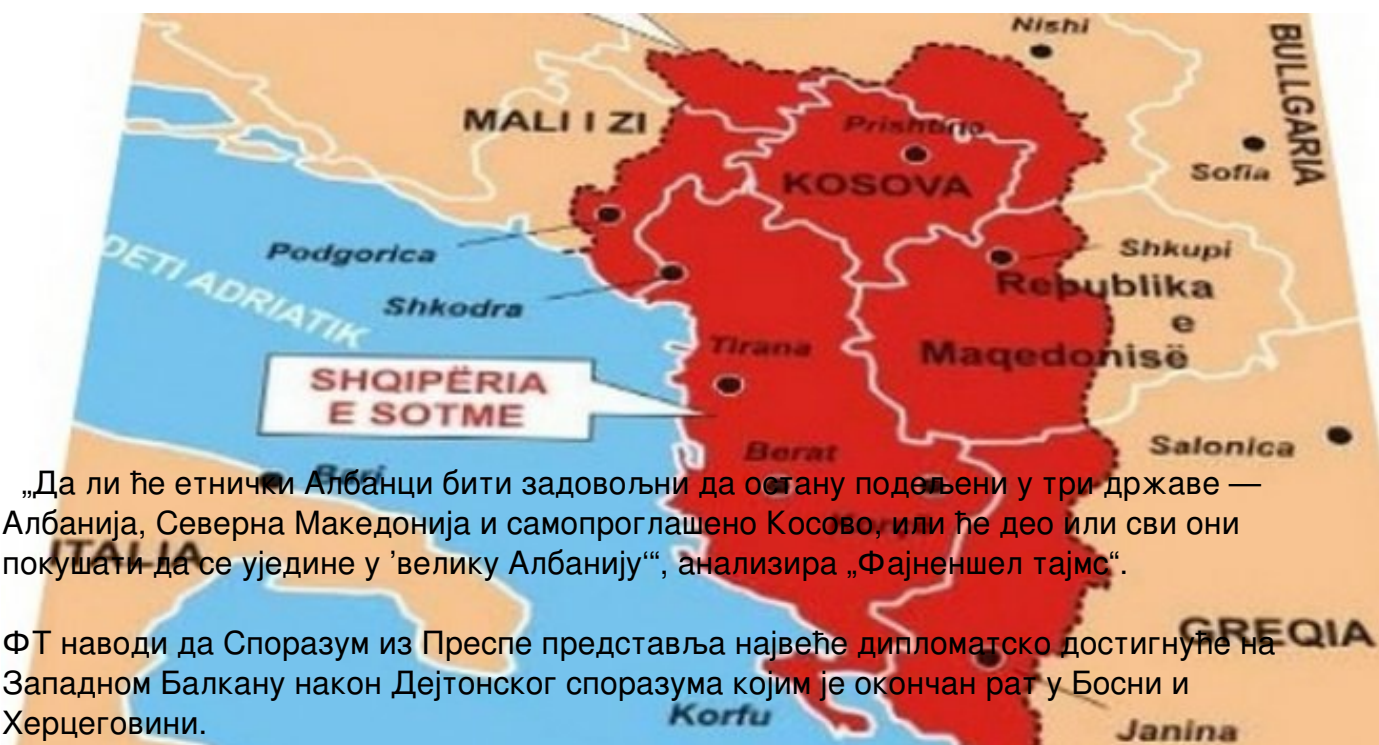 Nishi
BULLGARIA
MALI I ZI
Prishtina
Sofia
KOSOVA
Podgorica
Shkupi
DETI ADRIATIK
Shkodra
Republika
e
Maqedonisë
Tirana
SHQIPËRIA
E SOTME
Berat
Salonica
Bari
„Да ли ће етнички Албанци бити задовољни да остану подељени у три државе —
Албанија, Северна Македонија и самопроглашено Косово, или ће део или сви они
ITALIA
покушати да се уједине у ’велику Албанију‘“, анализира „Фајненшел тајмс“.
GREQIA
ФТ наводи да Споразум из Преспе представља највеће дипломатско достигнуће на
Западном Балкану након Дејтонског споразума којим је окончан рат у Босни и
Херцеговини.
Korfu
Janina